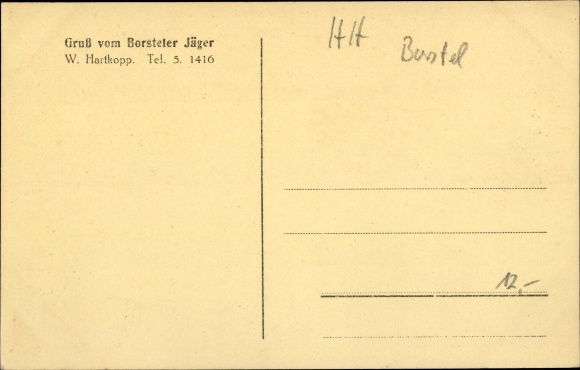 Gruß vom Borsteler Jäger
W. Hartkopp. Tel. 5. 1416
HH
Borstel
12,-